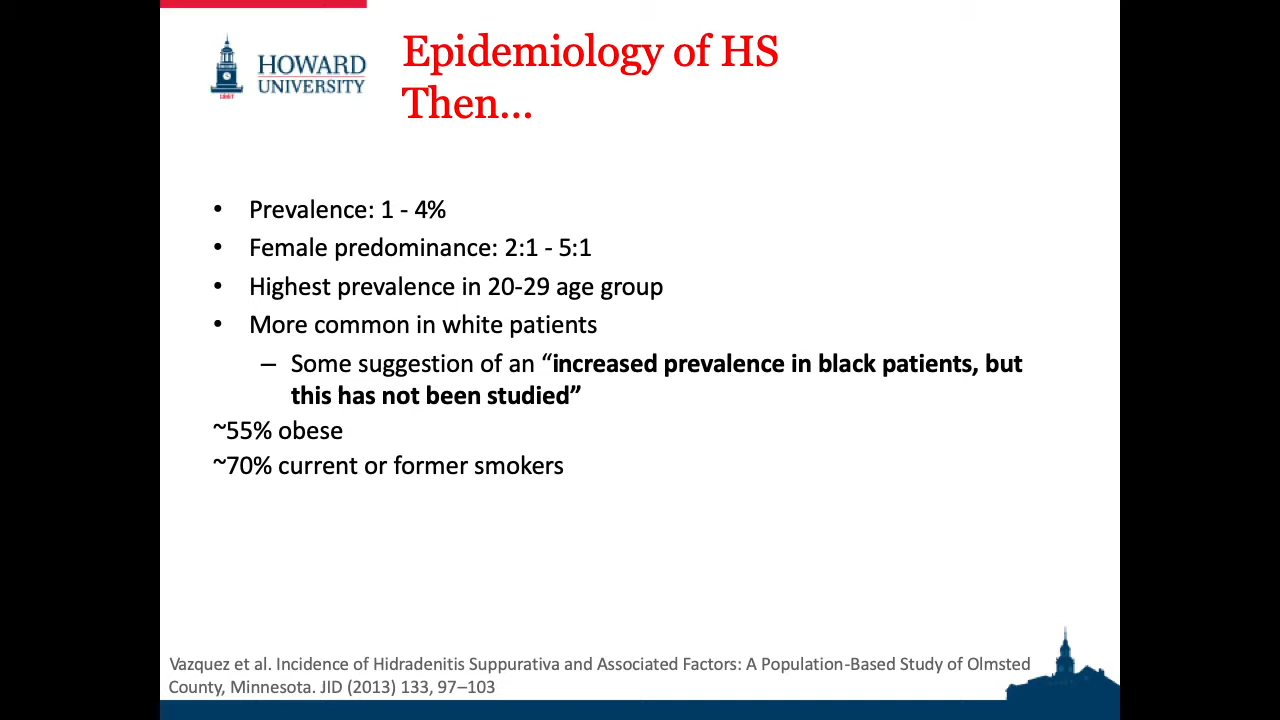 HOWARD
UNIVERSITY
Epidemiology of HS
Then...
• Prevalence: 1 - 4%
• Female predominance: 2:1 - 5:1
• Highest prevalence in 20-29 age group
• More common in white patients
– Some suggestion of an “increased prevalence in black patients, but
this has not been studied”
~55% obese
~70% current or former smokers
Vazquez et al. Incidence of Hidradenitis Suppurativa and Associated Factors: A Population-Based Study of Olmsted
County, Minnesota. JID (2013) 133, 97–103